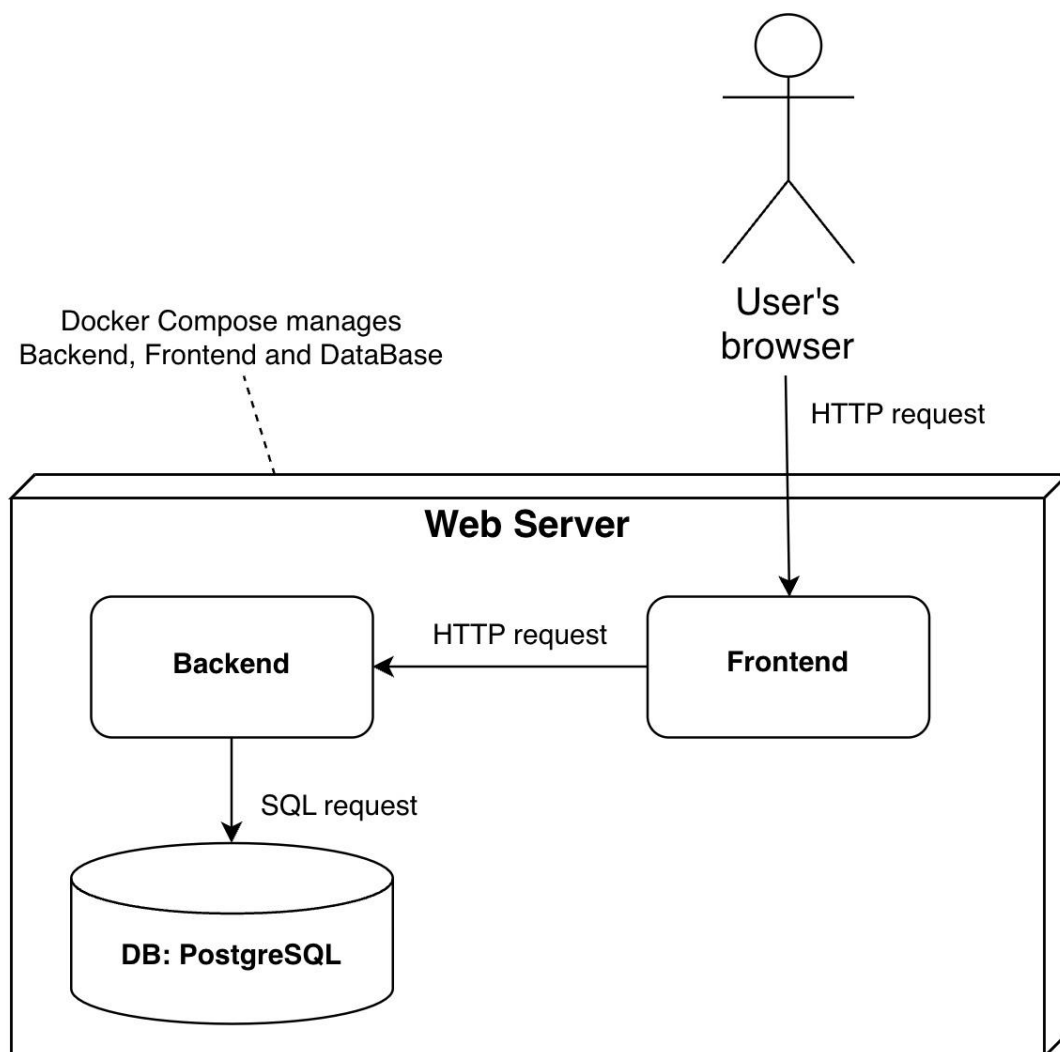 User's
browser
Docker Compose manages
Backend, Frontend and DataBase
HTTP request
Web Server
HTTP request
Backend
Frontend
SQL request
DB: PostgreSQL